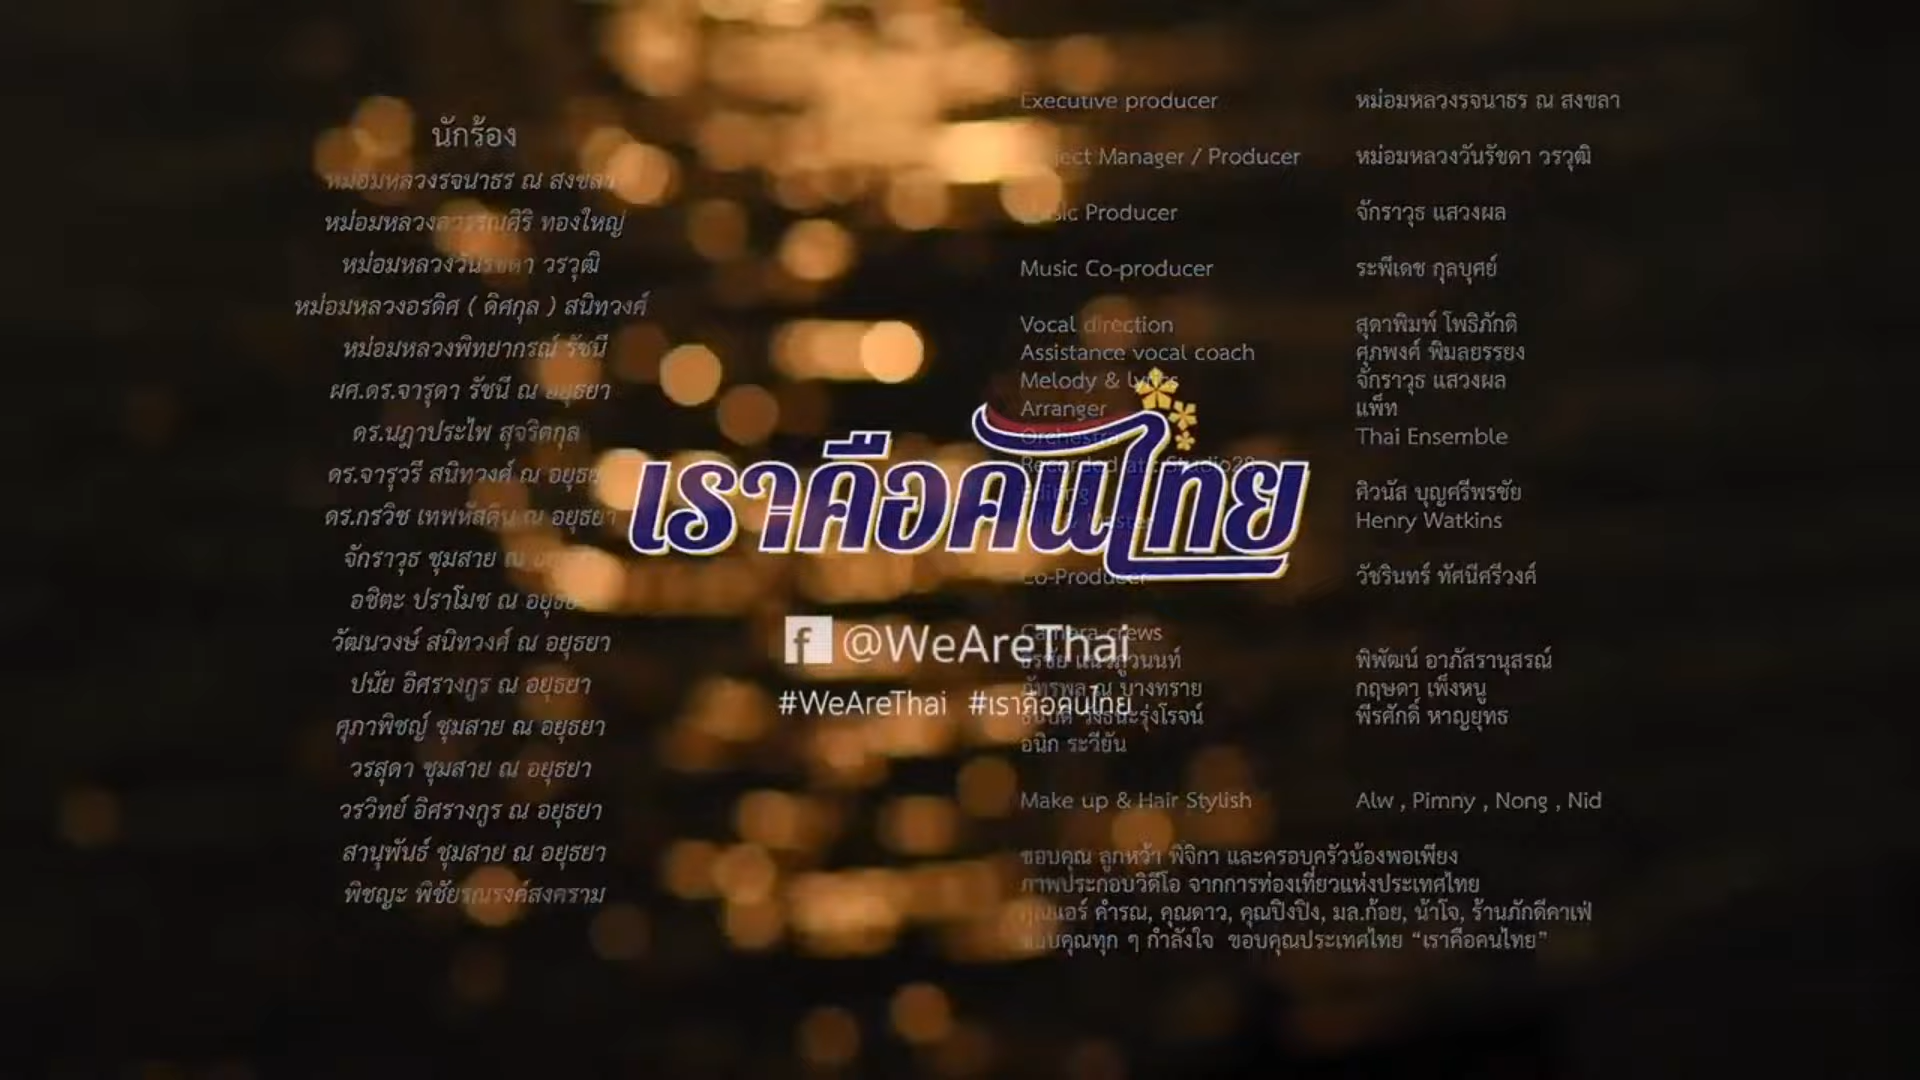 นักร้อง
หม่อมหลวงรจนาธร ณ สงขลา
หม่อมหลวง ทองใหญ่
หม่อมหลวงวันรัชดา วรวุฒิ
หม่อมหลวงอรดิศ ( ดิศกุล ) สนิทวงศ์
หม่อมหลวงพิทยากรณ์ รัชนี
ผศ.ดร.จารุดา รัชนี ณ อยุธยา
ดร.นฎาประไพ สุจริตกุล
ดร.จารุวรี สนิทวงศ์ ณ อยุธยา
ดร.กรวิช เทพหัสดิน ณ อยุธยา
จักราวุธ ชุมสาย ณ อยุธยา
อชิตะ ปราโมช ณ อยุธยา
วัฒนวงษ์ สนิทวงศ์ ณ อยุธยา
ปนัย อิศรางกูร ณ อยุธยา
ศุภาพิชญ์ ชุมสาย ณ อยุธยา
วรสุดา ชุมสาย ณ อยุธยา
วรวิทย์ อิศรางกูร ณ อยุธยา
สานุพันธ์ ชุมสาย ณ อยุธยา
พิชญะ พิชัยรณรงค์สงคราม
เราคือคนไทย
f @WeAreThai
#WeAreThai #เราคือคนไทย
Executive producer หม่อมหลวงรจนาธร ณ สงขลา
Project Manager / Producer หม่อมหลวงวันรัชดา วรวุฒิ
Music Producer จักราวุธ แสวงผล
Music Co-producer ระพีเดช กุลบุศย์
Vocal direction สุดาพิมพ์ โพธิภักติ
Assistance vocal coach ศุภพงศ์ พิมลยรรยง
Melody & lyrics จักราวุธ แสวงผล
Arranger แพ็ท
Orchestra Thai Ensemble
Recorded at : Studio28
Editing ศิวนัส บุญศรีพรชัย
Mix & Master Henry Watkins
Co-Producer วัชรินทร์ ทัศนีศรีวงศ์
Camera crews
พิพัฒน์ อาภัสรานุสรณ์
ณ บางทราย กฤษดา เพ็งหนู
พีรศักดิ์ หาญยุทธ
อนิก ระวียัน
Make up & Hair Stylish Alw , Pimny , Nong , Nid
ขอบคุณ ลูกหว้า พิจิกา และครอบครัวน้องพอเพียง
ภาพประกอบวิดีโอ จากการท่องเที่ยวแห่งประเทศไทย
คุณแอร์ คำรณ, คุณดาว, คุณปิงปิง, มล.ก้อย, น้าโจ, ร้านภักดีคาเฟ่
ขอบคุณทุก ๆ กำลังใจ ขอบคุณประเทศไทย “เราคือคนไทย”